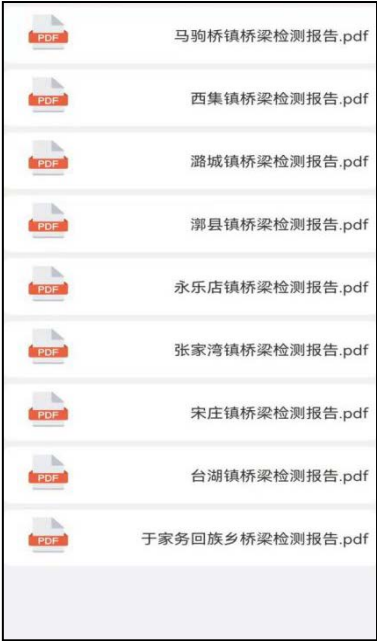 PDF 马驹桥镇桥梁检测报告.pdf
PDF 西集镇桥梁检测报告.pdf
PDF 潞城镇桥梁检测报告.pdf
PDF 漷县镇桥梁检测报告.pdf
PDF 永乐店镇桥梁检测报告.pdf
PDF 张家湾镇桥梁检测报告.pdf
PDF 宋庄镇桥梁检测报告.pdf
PDF 台湖镇桥梁检测报告.pdf
PDF 于家务回族乡桥梁检测报告.pdf